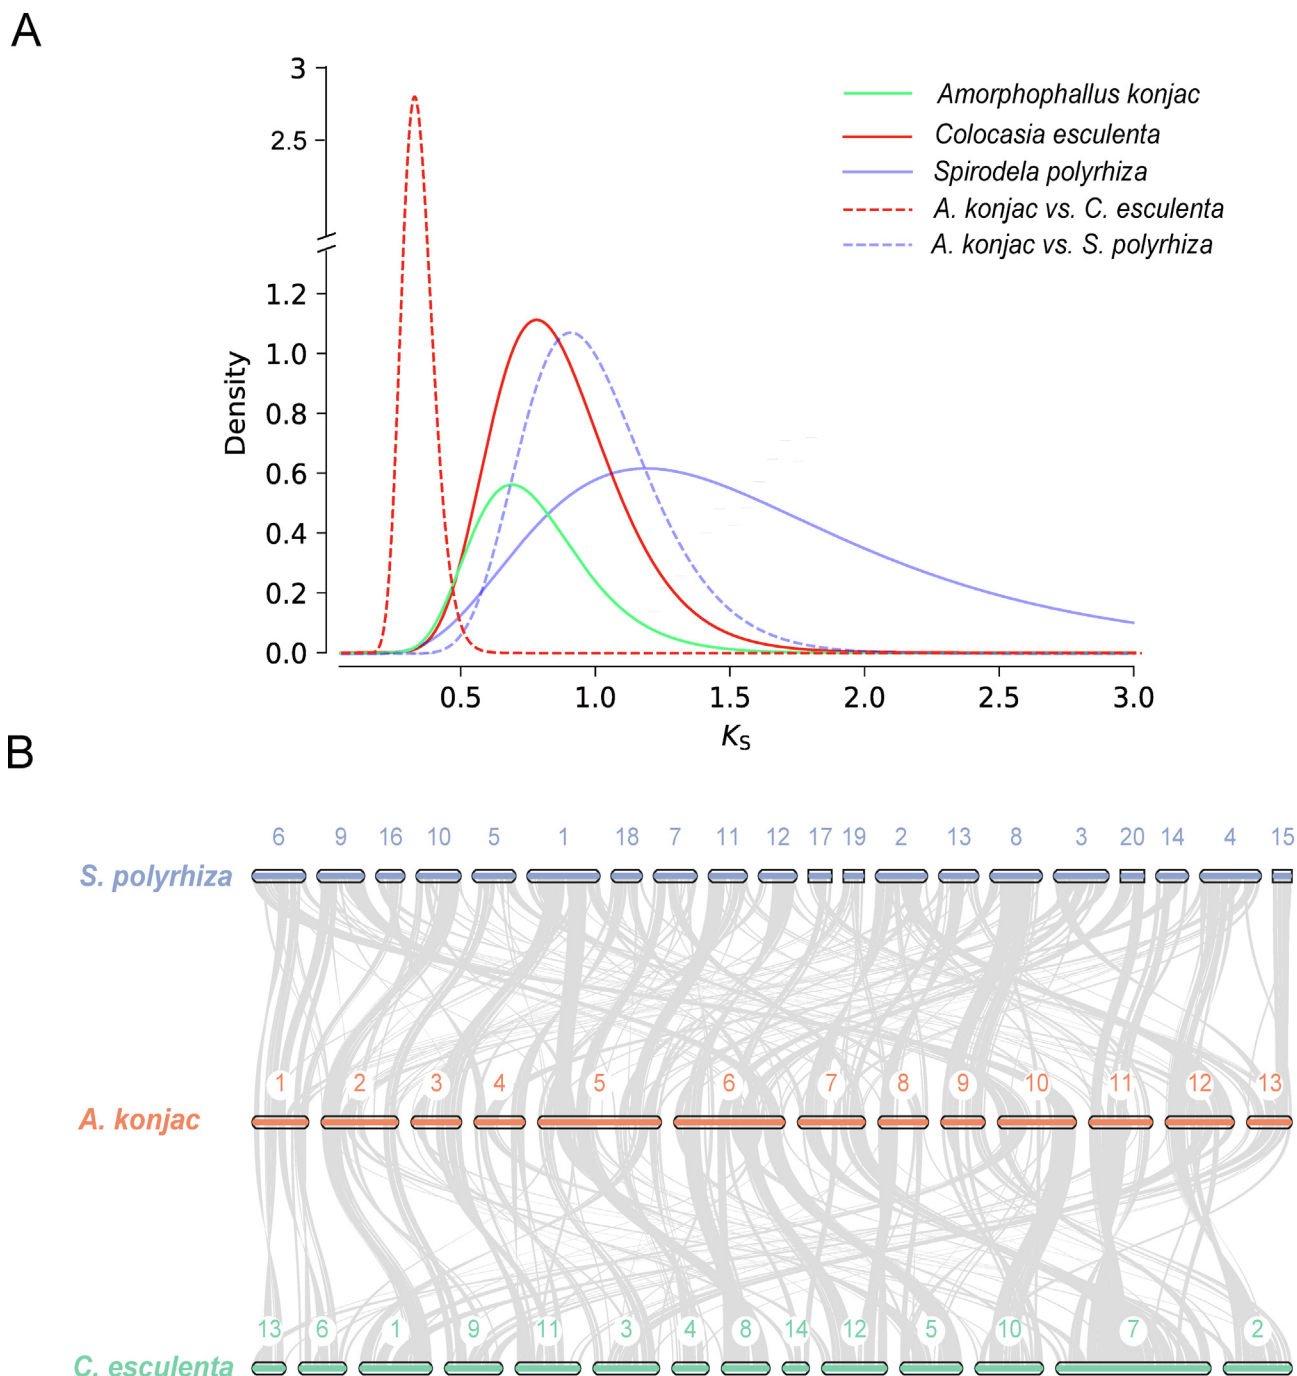 A
3
2.5
1.2
1.0
0.8
0.6
0.4
0.2
0.0
Density
0.5 1.0 1.5 2.0 2.5 3.0
KS
Amorphophallus konjac
Colocasia esculenta
Spirodela polyrhiza
A. konjac vs. C. esculenta
A. konjac vs. S. polyrhiza
B
6 9 16 10 5 1 18 7 11 12 17 19 2 13 8 3 20 14 4 15
S. polyrhiza
1 2 3 4 5 6 7 8 9 10 11 12 13
A. konjac
13 6 1 9 11 3 4 8 14 12 5 10 7 2
C. esculenta